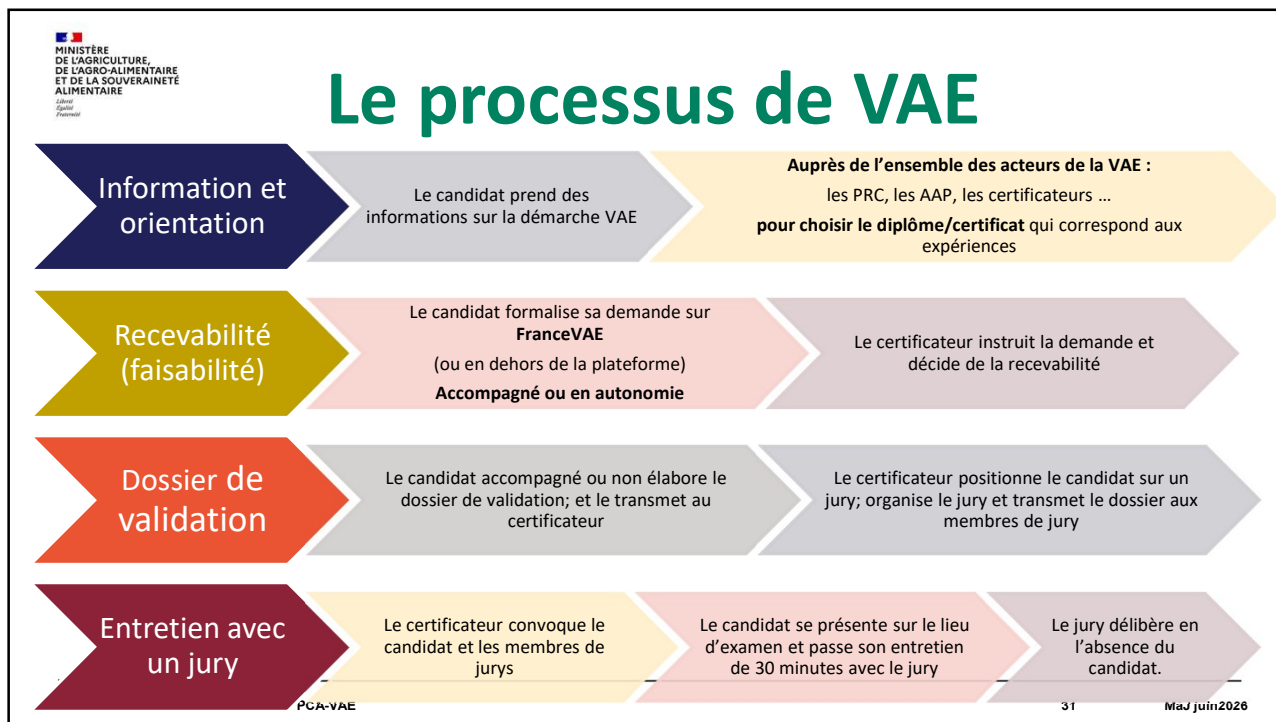 MINISTÈRE
DE L'AGRICULTURE,
DE L'AGRO-ALIMENTAIRE
ET DE LA SOUVERAINETÉ
ALIMENTAIRE
Liberté
Égalité
Fraternité
Le processus de VAE
Information et
orientation
Le candidat prend des
informations sur la démarche VAE
Auprès de l'ensemble des acteurs de la VAE :
les PRC, les AAP, les certificateurs ...
pour choisir le diplôme/certificat qui correspond aux
expériences
Recevabilité
(faisabilité)
Le candidat formalise sa demande sur
FranceVAE
(ou en dehors de la plateforme)
Accompagné ou en autonomie
Le certificateur instruit la demande et
décide de la recevabilité
Dossier de
validation
Le candidat accompagné ou non élabore le
dossier de validation; et le transmet au
certificateur
Le certificateur positionne le candidat sur un
jury; organise le jury et transmet le dossier aux
membres de jury
Entretien avec
un jury
Le certificateur convoque le
candidat et les membres de
jurys
Le candidat se présente sur le lieu
d'examen et passe son entretien
de 30 minutes avec le jury
Le jury délibère en
l'absence du
candidat.
PCA-VAE
31
MaJ juin2026